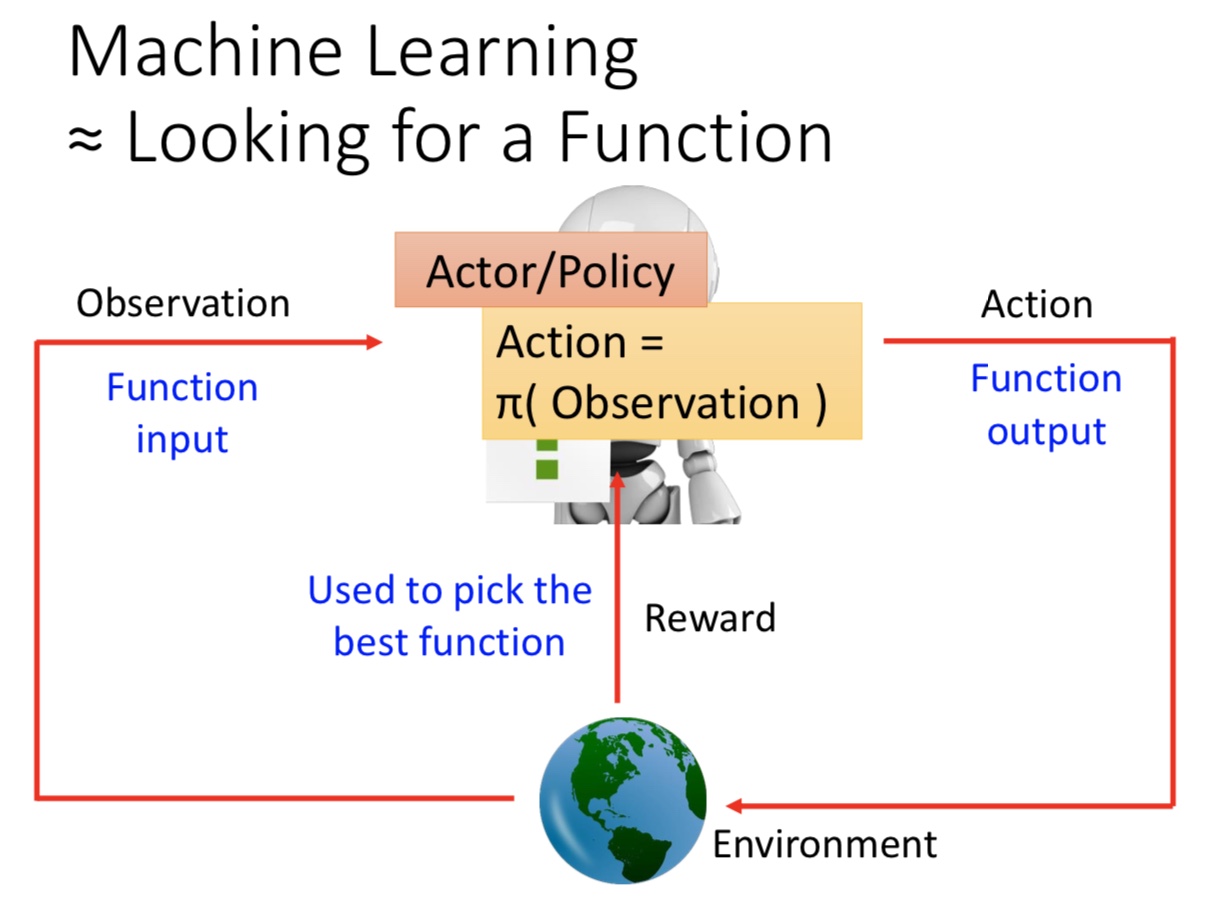 Machine Learning
≈ Looking for a Function
Actor/Policy
Observation
Action
Action =
π( Observation )
Function
input
Function
output
Used to pick the
best function
Reward
Environment